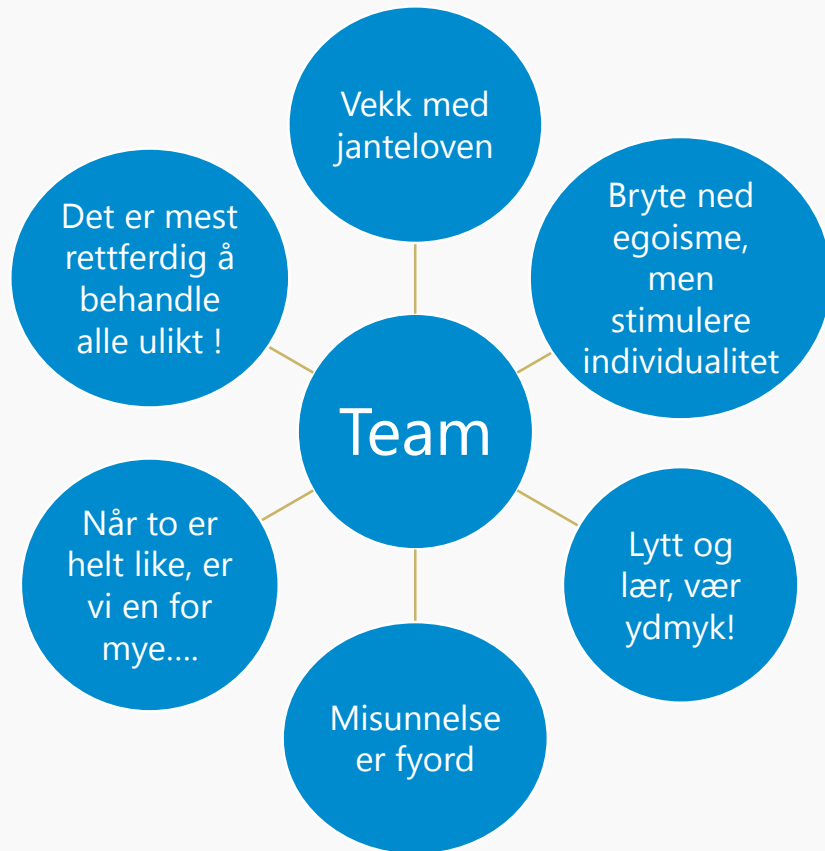 Vekk med
janteloven
Bryte ned
egoisme,
men
stimulere
individualitet
Lytt og
lær, vær
ydmyk!
Misunnelse
er fyord
Når to er
helt like, er
vi en for
mye....
Det er mest
rettferdig å
behandle
alle ulikt !
Team